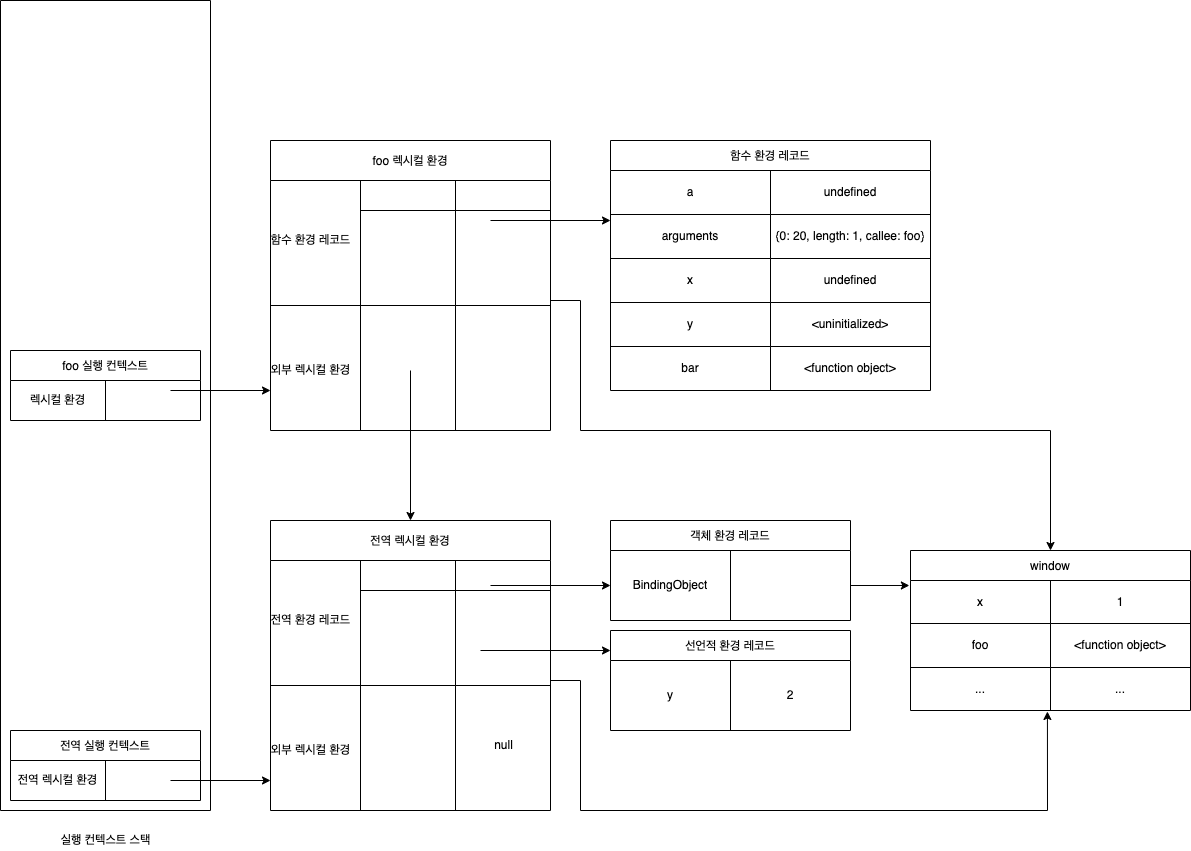 foo 렉시컬 환경
함수 환경 레코드
외부 렉시컬 환경
함수 환경 레코드
a
undefined
arguments
{0: 20, length: 1, callee: foo}
x
undefined
y
<uninitialized>
bar
<function object>
foo 실행 컨텍스트
렉시컬 환경
전역 렉시컬 환경
전역 환경 레코드
외부 렉시컬 환경
null
객체 환경 레코드
BindingObject
선언적 환경 레코드
y
2
window
x
1
foo
<function object>
...
...
전역 실행 컨텍스트
전역 렉시컬 환경
실행 컨텍스트 스택